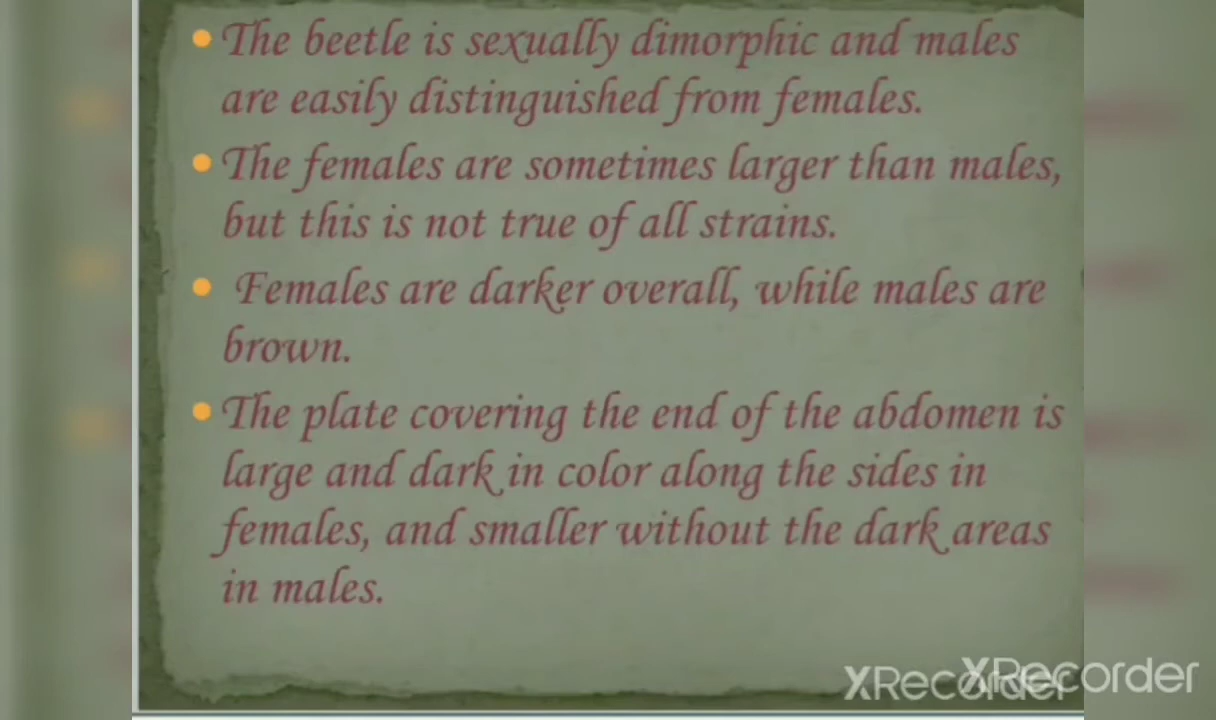 The beetle is sexually dimorphic and males
are easily distinguished from females.
The females are sometimes larger than males,
but this is not true of all strains.
Females are darker overall, while males are
brown.
The plate covering the end of the abdomen is
large and dark in color along the sides in
females, and smaller without the dark areas
in males.
XRecorder
XRecorder